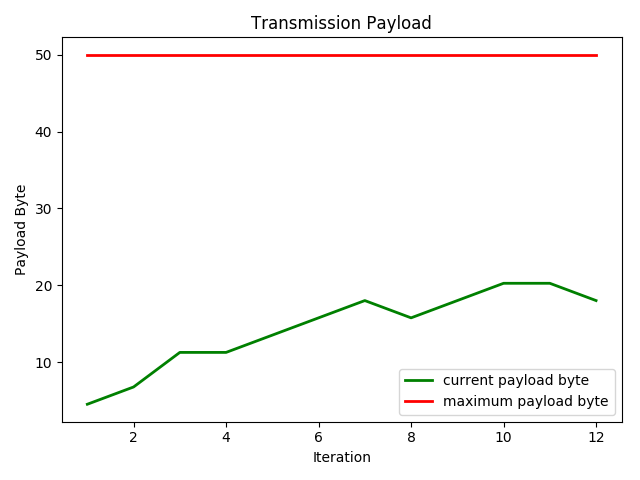 Transmission Payload
50
40
30
20
10
Payload Byte
current payload byte
maximum payload byte
2 4 6 8 10 12
Iteration